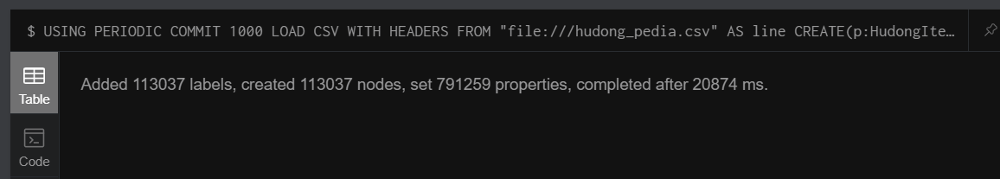 $ USING PERIODIC COMMIT 1000 LOAD CSV WITH HEADERS FROM "file:///hudong_pedia.csv" AS line CREATE(p:HudongIte…
Table
Added 113037 labels, created 113037 nodes, set 791259 properties, completed after 20874 ms.
Code